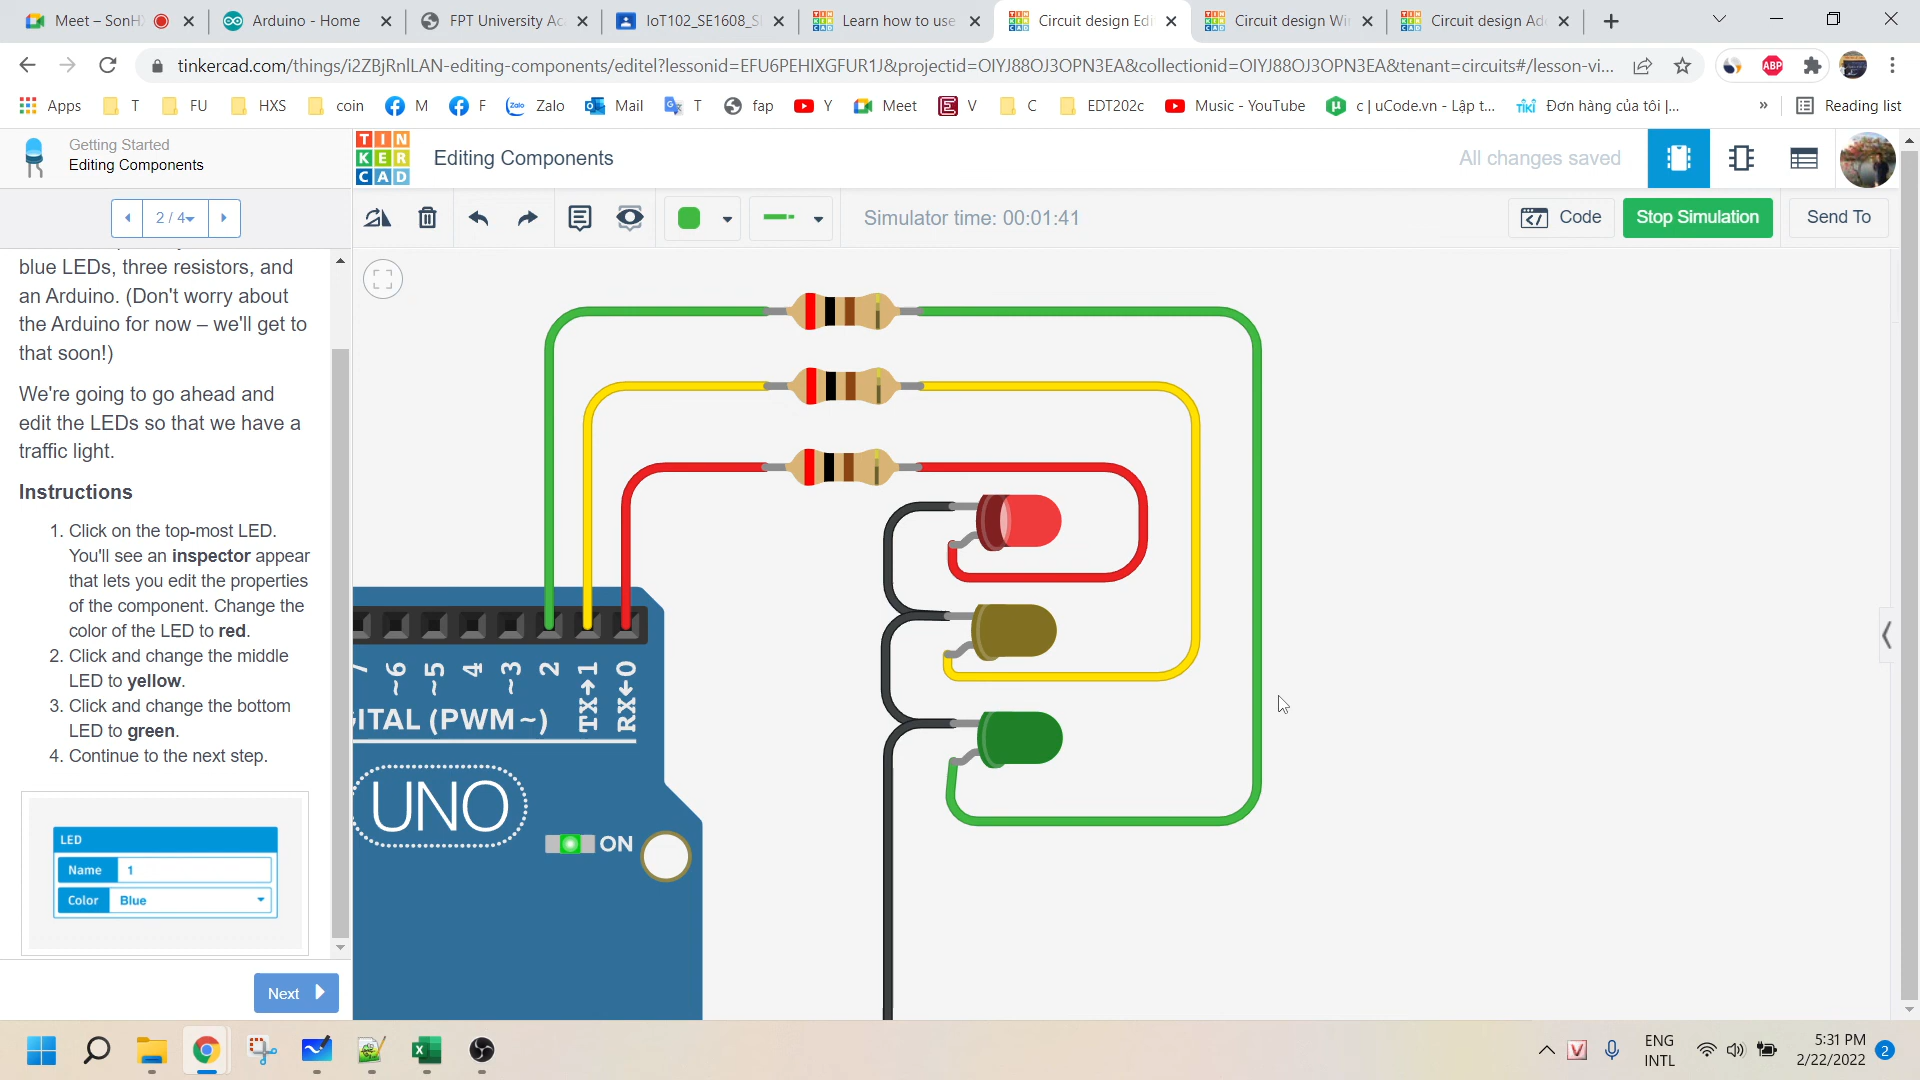 Meet – SonH
Arduino - Home
FPT University Ac
IoT102_SE1608_S
Learn how to use
Circuit design Edi
Circuit design Wi
Circuit design Ad
tinkercad.com/things/i2ZBjRnlLAN-editing-components/editel?lessonid=EFU6PEHIXGFUR1J&projectid=OIYJ88OJ3OPN3EA&collectionid=OIYJ88OJ3OPN3EA&tenant=circuits#/lesson-vi...
ABP
Apps T FU HXS coin M F Zalo Mail T fap Y Meet V C EDT202c Music - YouTube c | uCode.vn - Lập t... Đơn hàng của tôi |... » Reading list
Getting Started
Editing Components
TIN
KER
CAD
Editing Components
All changes saved
2 / 4
Simulator time: 00:01:41
Code
Stop Simulation
Send To
blue LEDs, three resistors, and
an Arduino. (Don't worry about
the Arduino for now – we'll get to
that soon!)
We're going to go ahead and
edit the LEDs so that we have a
traffic light.
Instructions
1. Click on the top-most LED.
You'll see an inspector appear
that lets you edit the properties
of the component. Change the
color of the LED to red.
2. Click and change the middle
LED to yellow.
3. Click and change the bottom
LED to green.
4. Continue to the next step.
LED
Name 1
Color Blue
Next
~6 ~5 4 ~3 2 TX→1 RX←0
ITAL (PWM ~)
UNO
ON
ENG
INTL
5:31 PM
2/22/2022
2